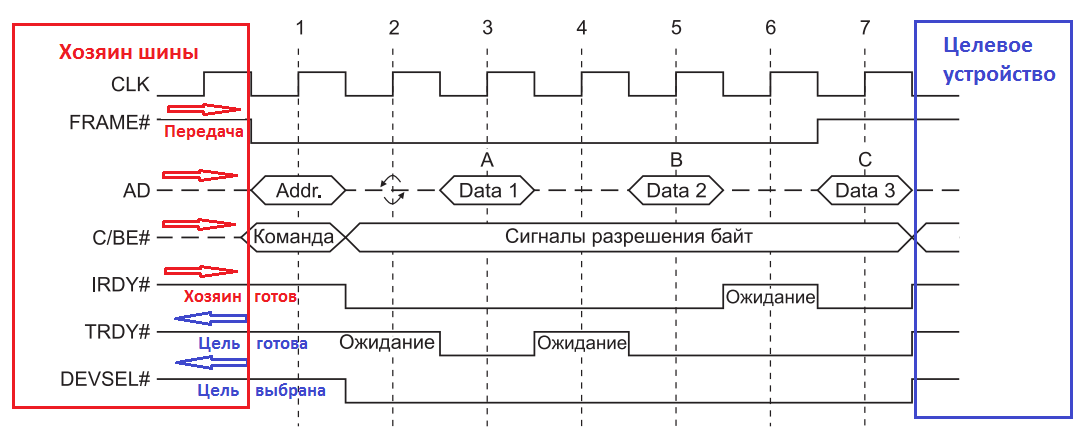 1 2 3 4 5 6 7
Хозяин шины
Целевое
устройство
CLK
FRAME#
Передача
A B C
AD Addr. Data 1 Data 2 Data 3
C/BE# Команда Сигналы разрешения байт
IRDY#
Хозяин готов Ожидание
TRDY#
Цель готова Ожидание Ожидание
DEVSEL#
Цель выбрана